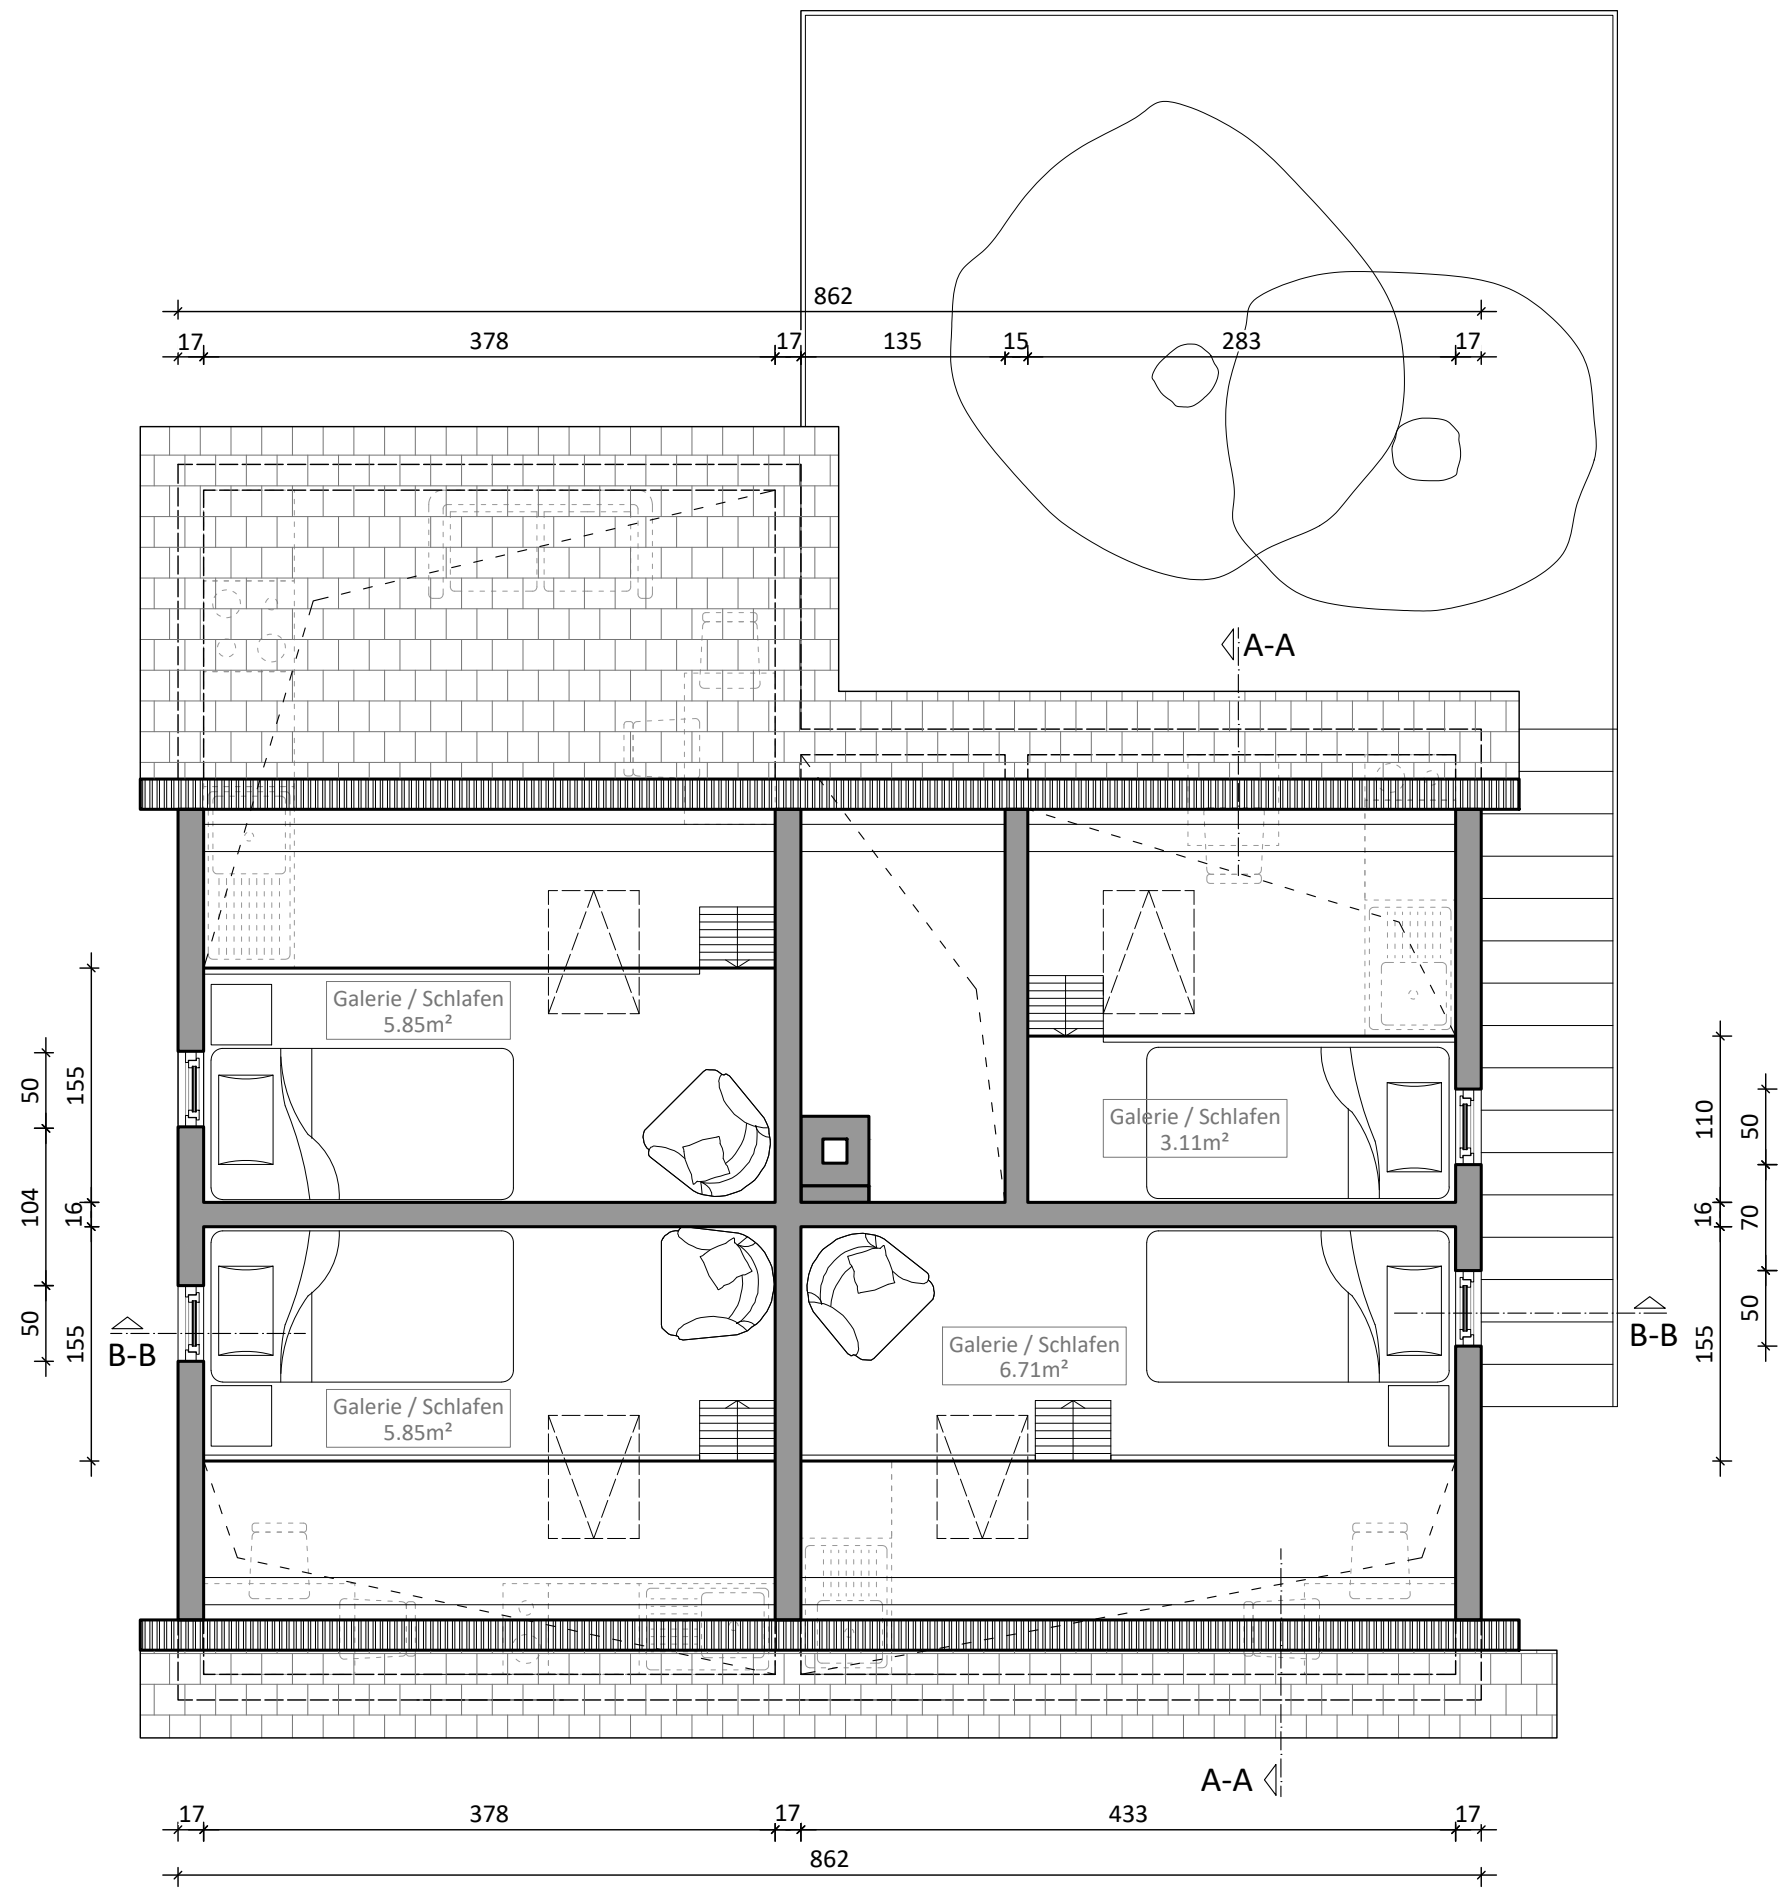 862
17 378 17 135 15 283 17
A-A
Galerie / Schlafen
5.85m²
Galerie / Schlafen
3.11m²
50 104 50
155 16 155
110 16 155
50 70 50
B-B
B-B
Galerie / Schlafen
6.71m²
Galerie / Schlafen
5.85m²
A-A
17 378 17 433 17
862